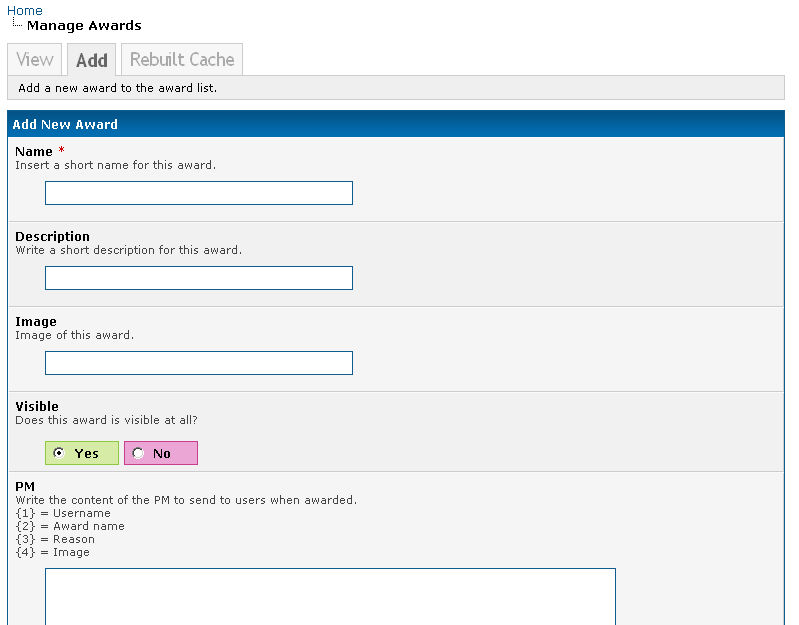 Home
Manage Awards
View Add Rebuilt Cache
Add a new award to the award list.
Add New Award
Name *
Insert a short name for this award.
Description
Write a short description for this award.
Image
Image of this award.
Visible
Does this award is visible at all?
Yes No
PM
Write the content of the PM to send to users when awarded.
{1} = Username
{2} = Award name
{3} = Reason
{4} = Image